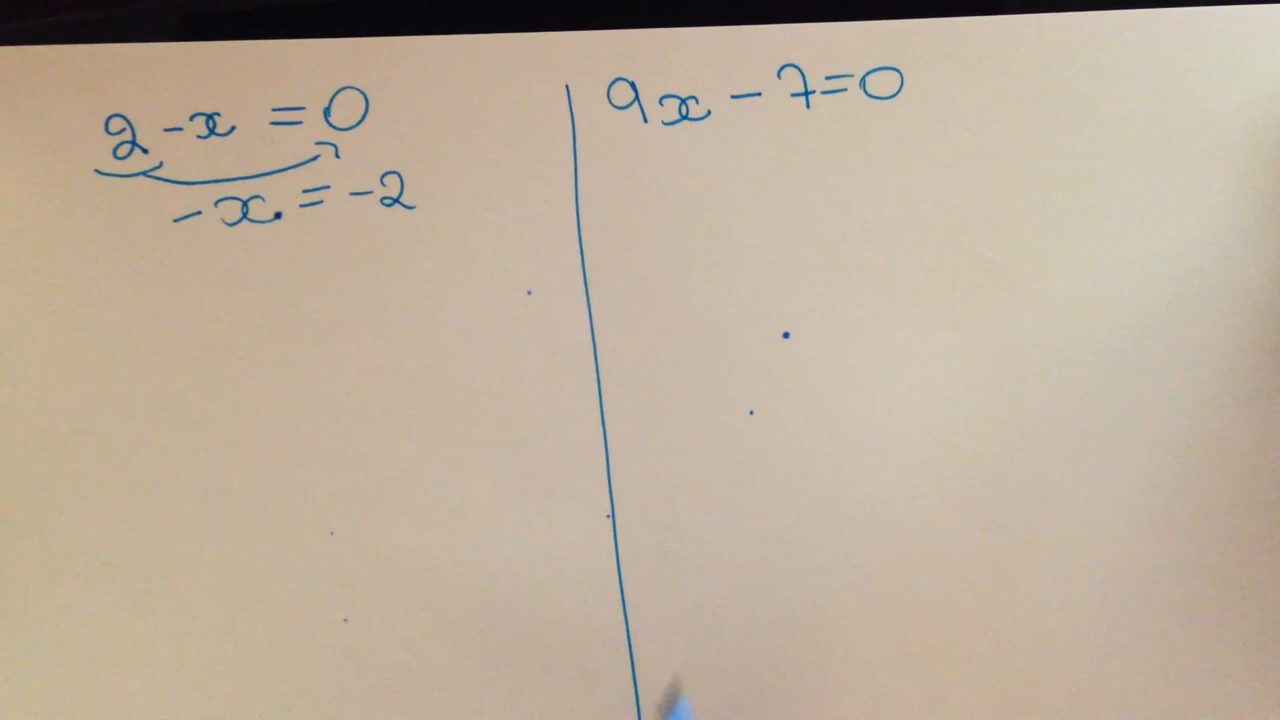 2 - x = 0
- x = - 2
9x - 7 = 0